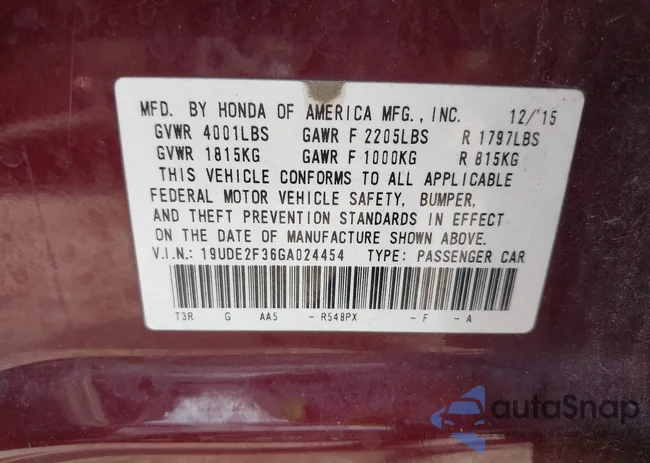 MFD. BY HONDA OF AMERICA MFG., INC. 12/'15
GVWR 4001LBS GAWR F 2205LBS R 1797LBS
GVWR 1815KG GAWR F 1000KG R 815KG
THIS VEHICLE CONFORMS TO ALL APPLICABLE
FEDERAL MOTOR VEHICLE SAFETY, BUMPER,
AND THEFT PREVENTION STANDARDS IN EFFECT
ON THE DATE OF MANUFACTURE SHOWN ABOVE.
V.I.N.: 19UDE2F36GA024454 TYPE: PASSENGER CAR
T3R G AA5 - R548PX - F - A
autaSnap